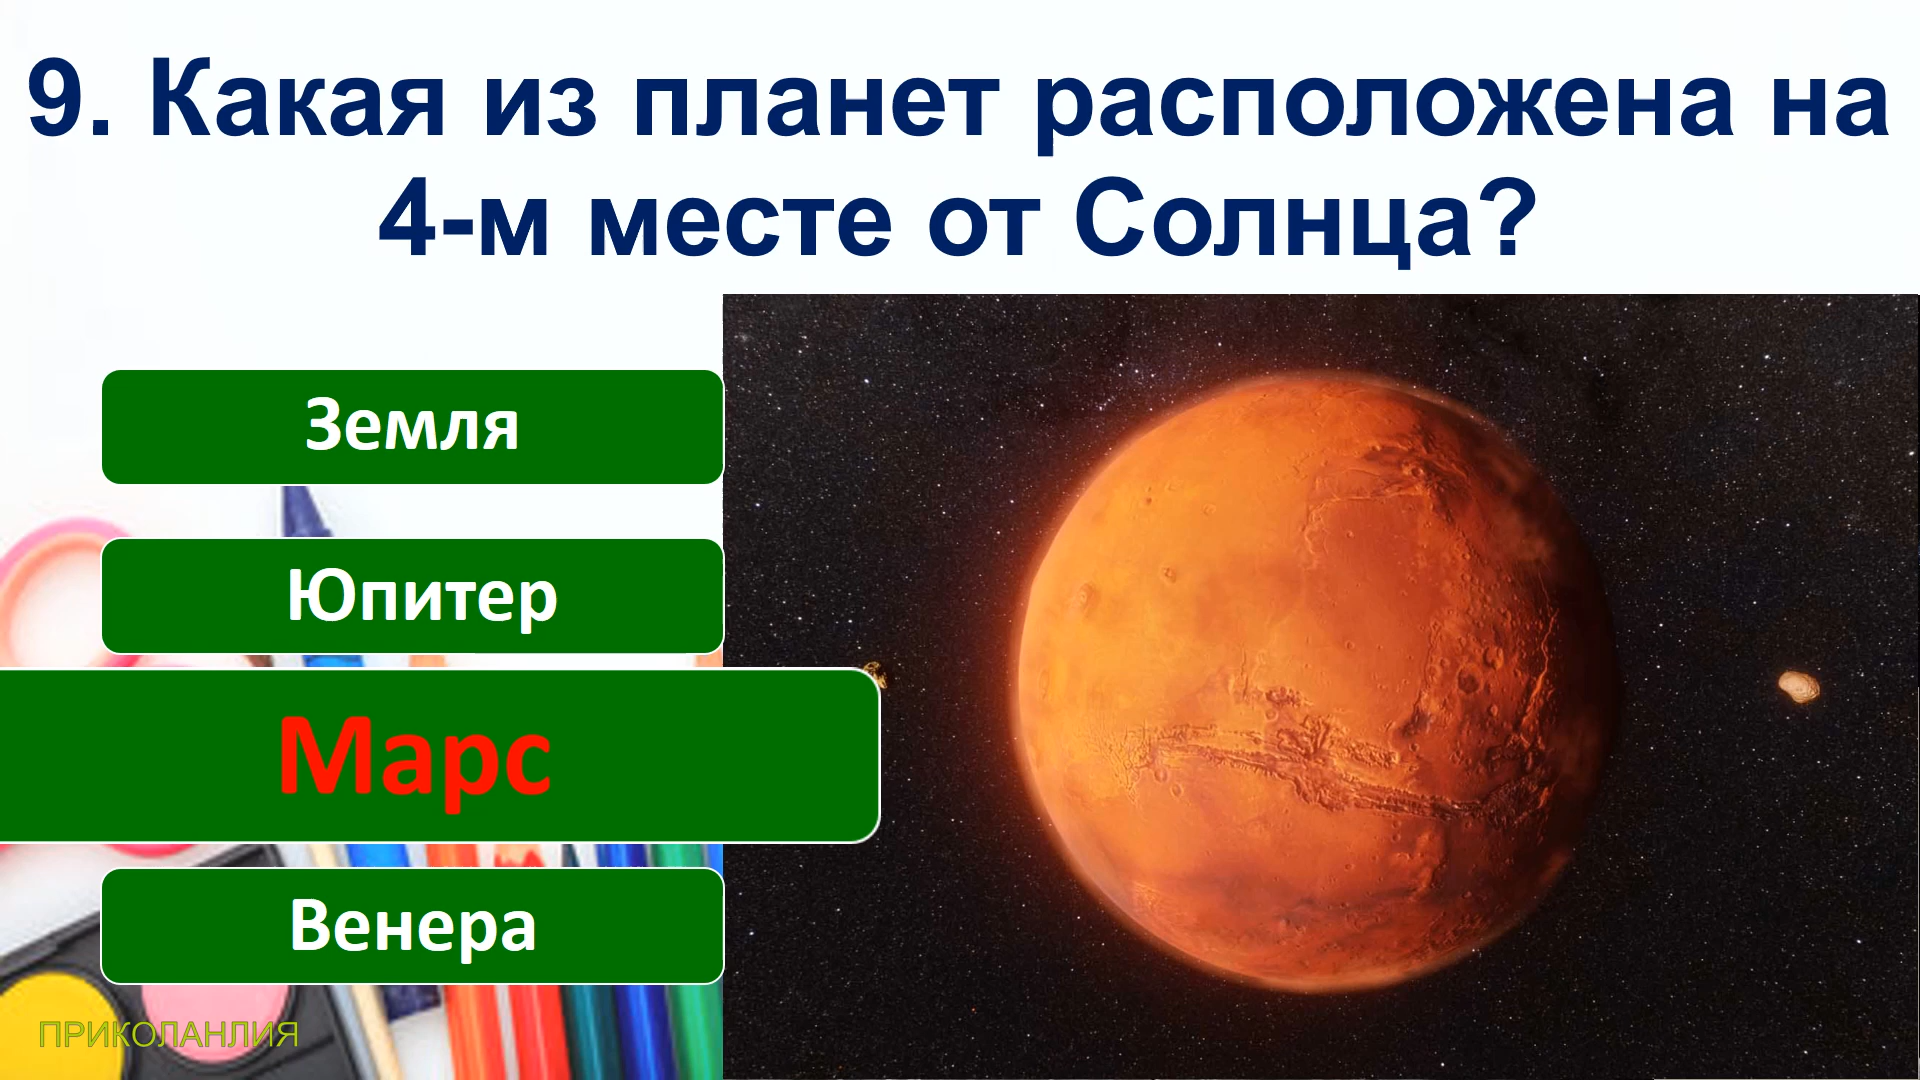 9. Какая из планет расположена на
4-м месте от Солнца?
Земля
Юпитер
Марс
Венера
ПРИКОЛАНЛИЯ